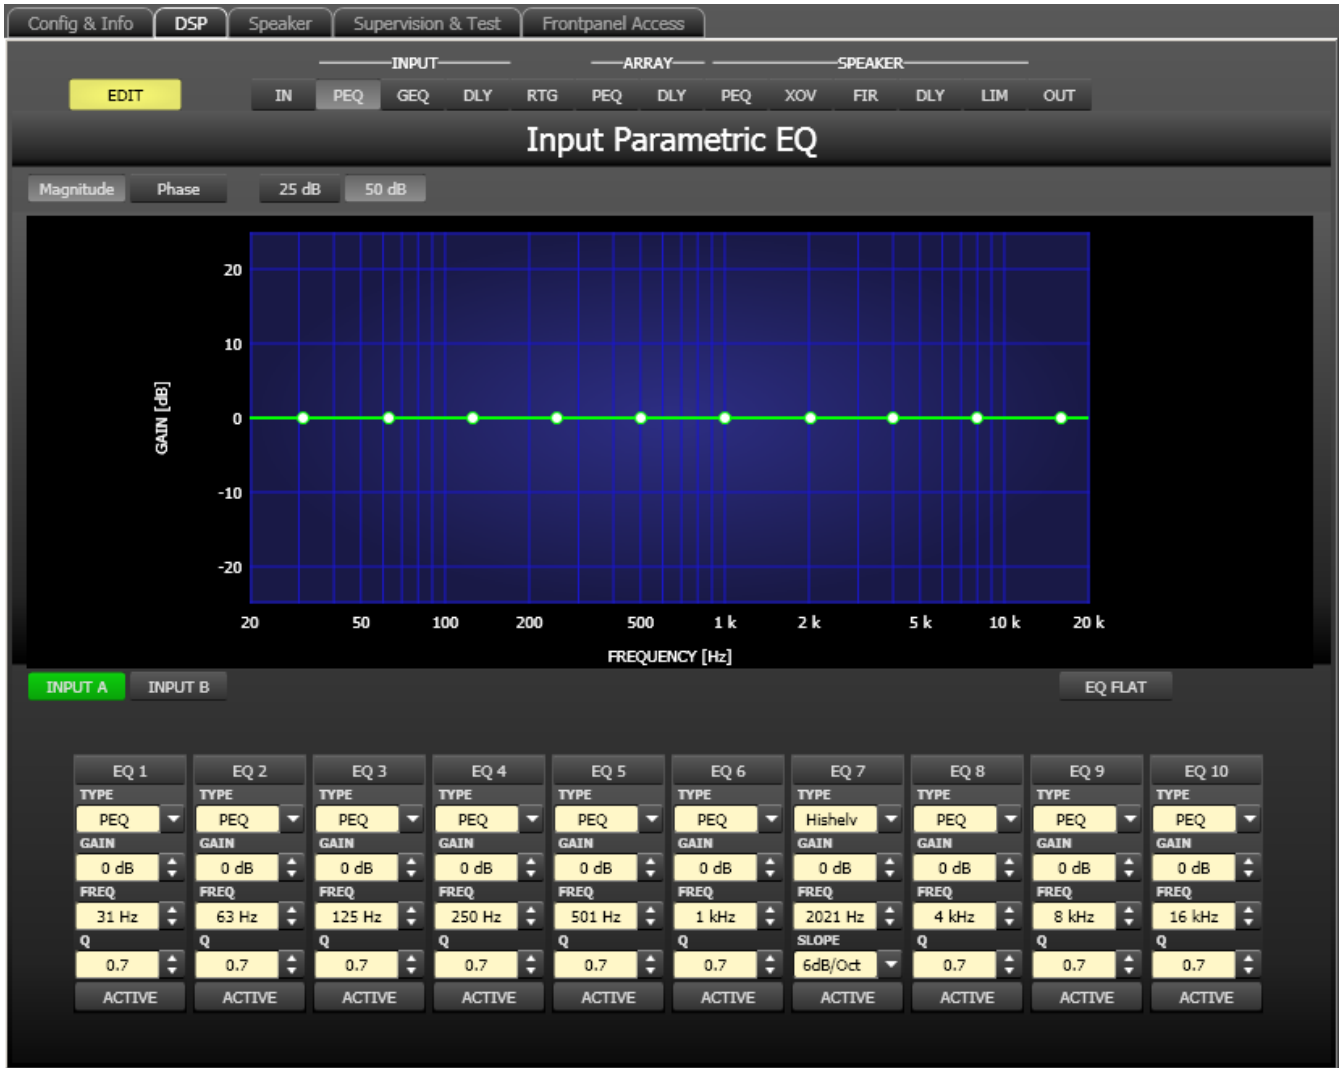 Config & Info DSP Speaker Supervision & Test Frontpanel Access
INPUT ARRAY SPEAKER
EDIT IN PEQ GEQ DLY RTG PEQ DLY PEQ XOV FIR DLY LIM OUT
Input Parametric EQ
Magnitude Phase 25 dB 50 dB
20
10
GAIN [dB]
0
-10
-20
20 50 100 200 500 1 k 2 k 5 k 10 k 20 k
FREQUENCY [Hz]
INPUT A INPUT B EQ FLAT
EQ 1 EQ 2 EQ 3 EQ 4 EQ 5 EQ 6 EQ 7 EQ 8 EQ 9 EQ 10
TYPE TYPE TYPE TYPE TYPE TYPE TYPE TYPE TYPE TYPE
PEQ PEQ PEQ PEQ PEQ PEQ Hishelv PEQ PEQ PEQ
GAIN GAIN GAIN GAIN GAIN GAIN GAIN GAIN GAIN GAIN
0 dB 0 dB 0 dB 0 dB 0 dB 0 dB 0 dB 0 dB 0 dB 0 dB
FREQ FREQ FREQ FREQ FREQ FREQ FREQ FREQ FREQ FREQ
31 Hz 63 Hz 125 Hz 250 Hz 501 Hz 1 kHz 2021 Hz 4 kHz 8 kHz 16 kHz
Q Q Q Q Q Q SLOPE Q Q Q
0.7 0.7 0.7 0.7 0.7 0.7 6dB/Oct 0.7 0.7 0.7
ACTIVE ACTIVE ACTIVE ACTIVE ACTIVE ACTIVE ACTIVE ACTIVE ACTIVE ACTIVE